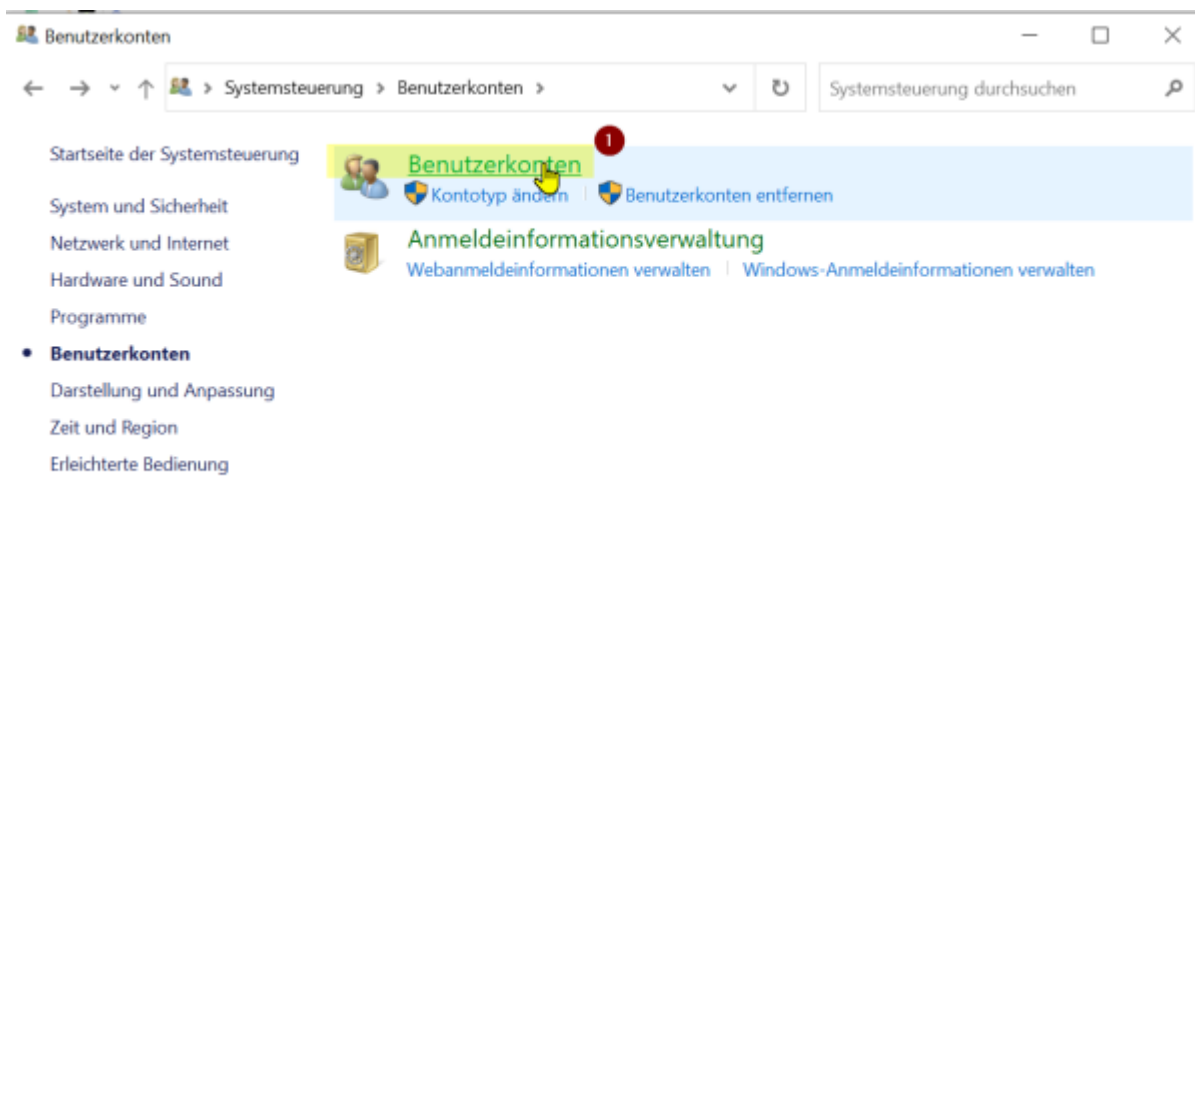 Benutzerkonten
Systemsteuerung > Benutzerkonten >
Systemsteuerung durchsuchen
Startseite der Systemsteuerung
System und Sicherheit
Netzwerk und Internet
Hardware und Sound
Programme
Benutzerkonten
Darstellung und Anpassung
Zeit und Region
Erleichterte Bedienung
1
Benutzerkonten
Kontotyp ändern
Benutzerkonten entfernen
Anmeldeinformationsverwaltung
Webanmeldeinformationen verwalten
Windows-Anmeldeinformationen verwalten